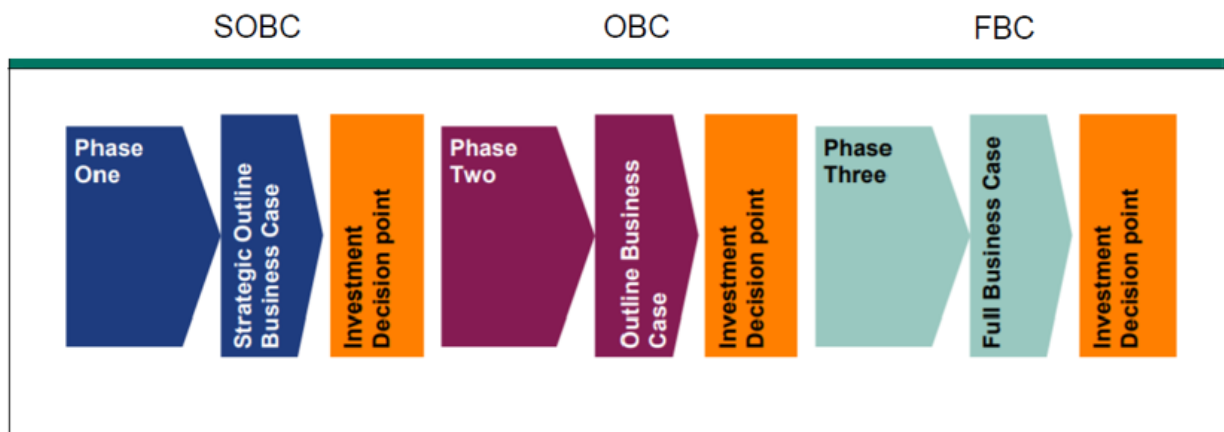 SOBC
OBC
FBC
Phase
One
Strategic Outline
Business Case
Investment
Decision point
Phase
Two
Outline Business
Case
Investment
Decision point
Phase
Three
Full Business Case
Investment
Decision point